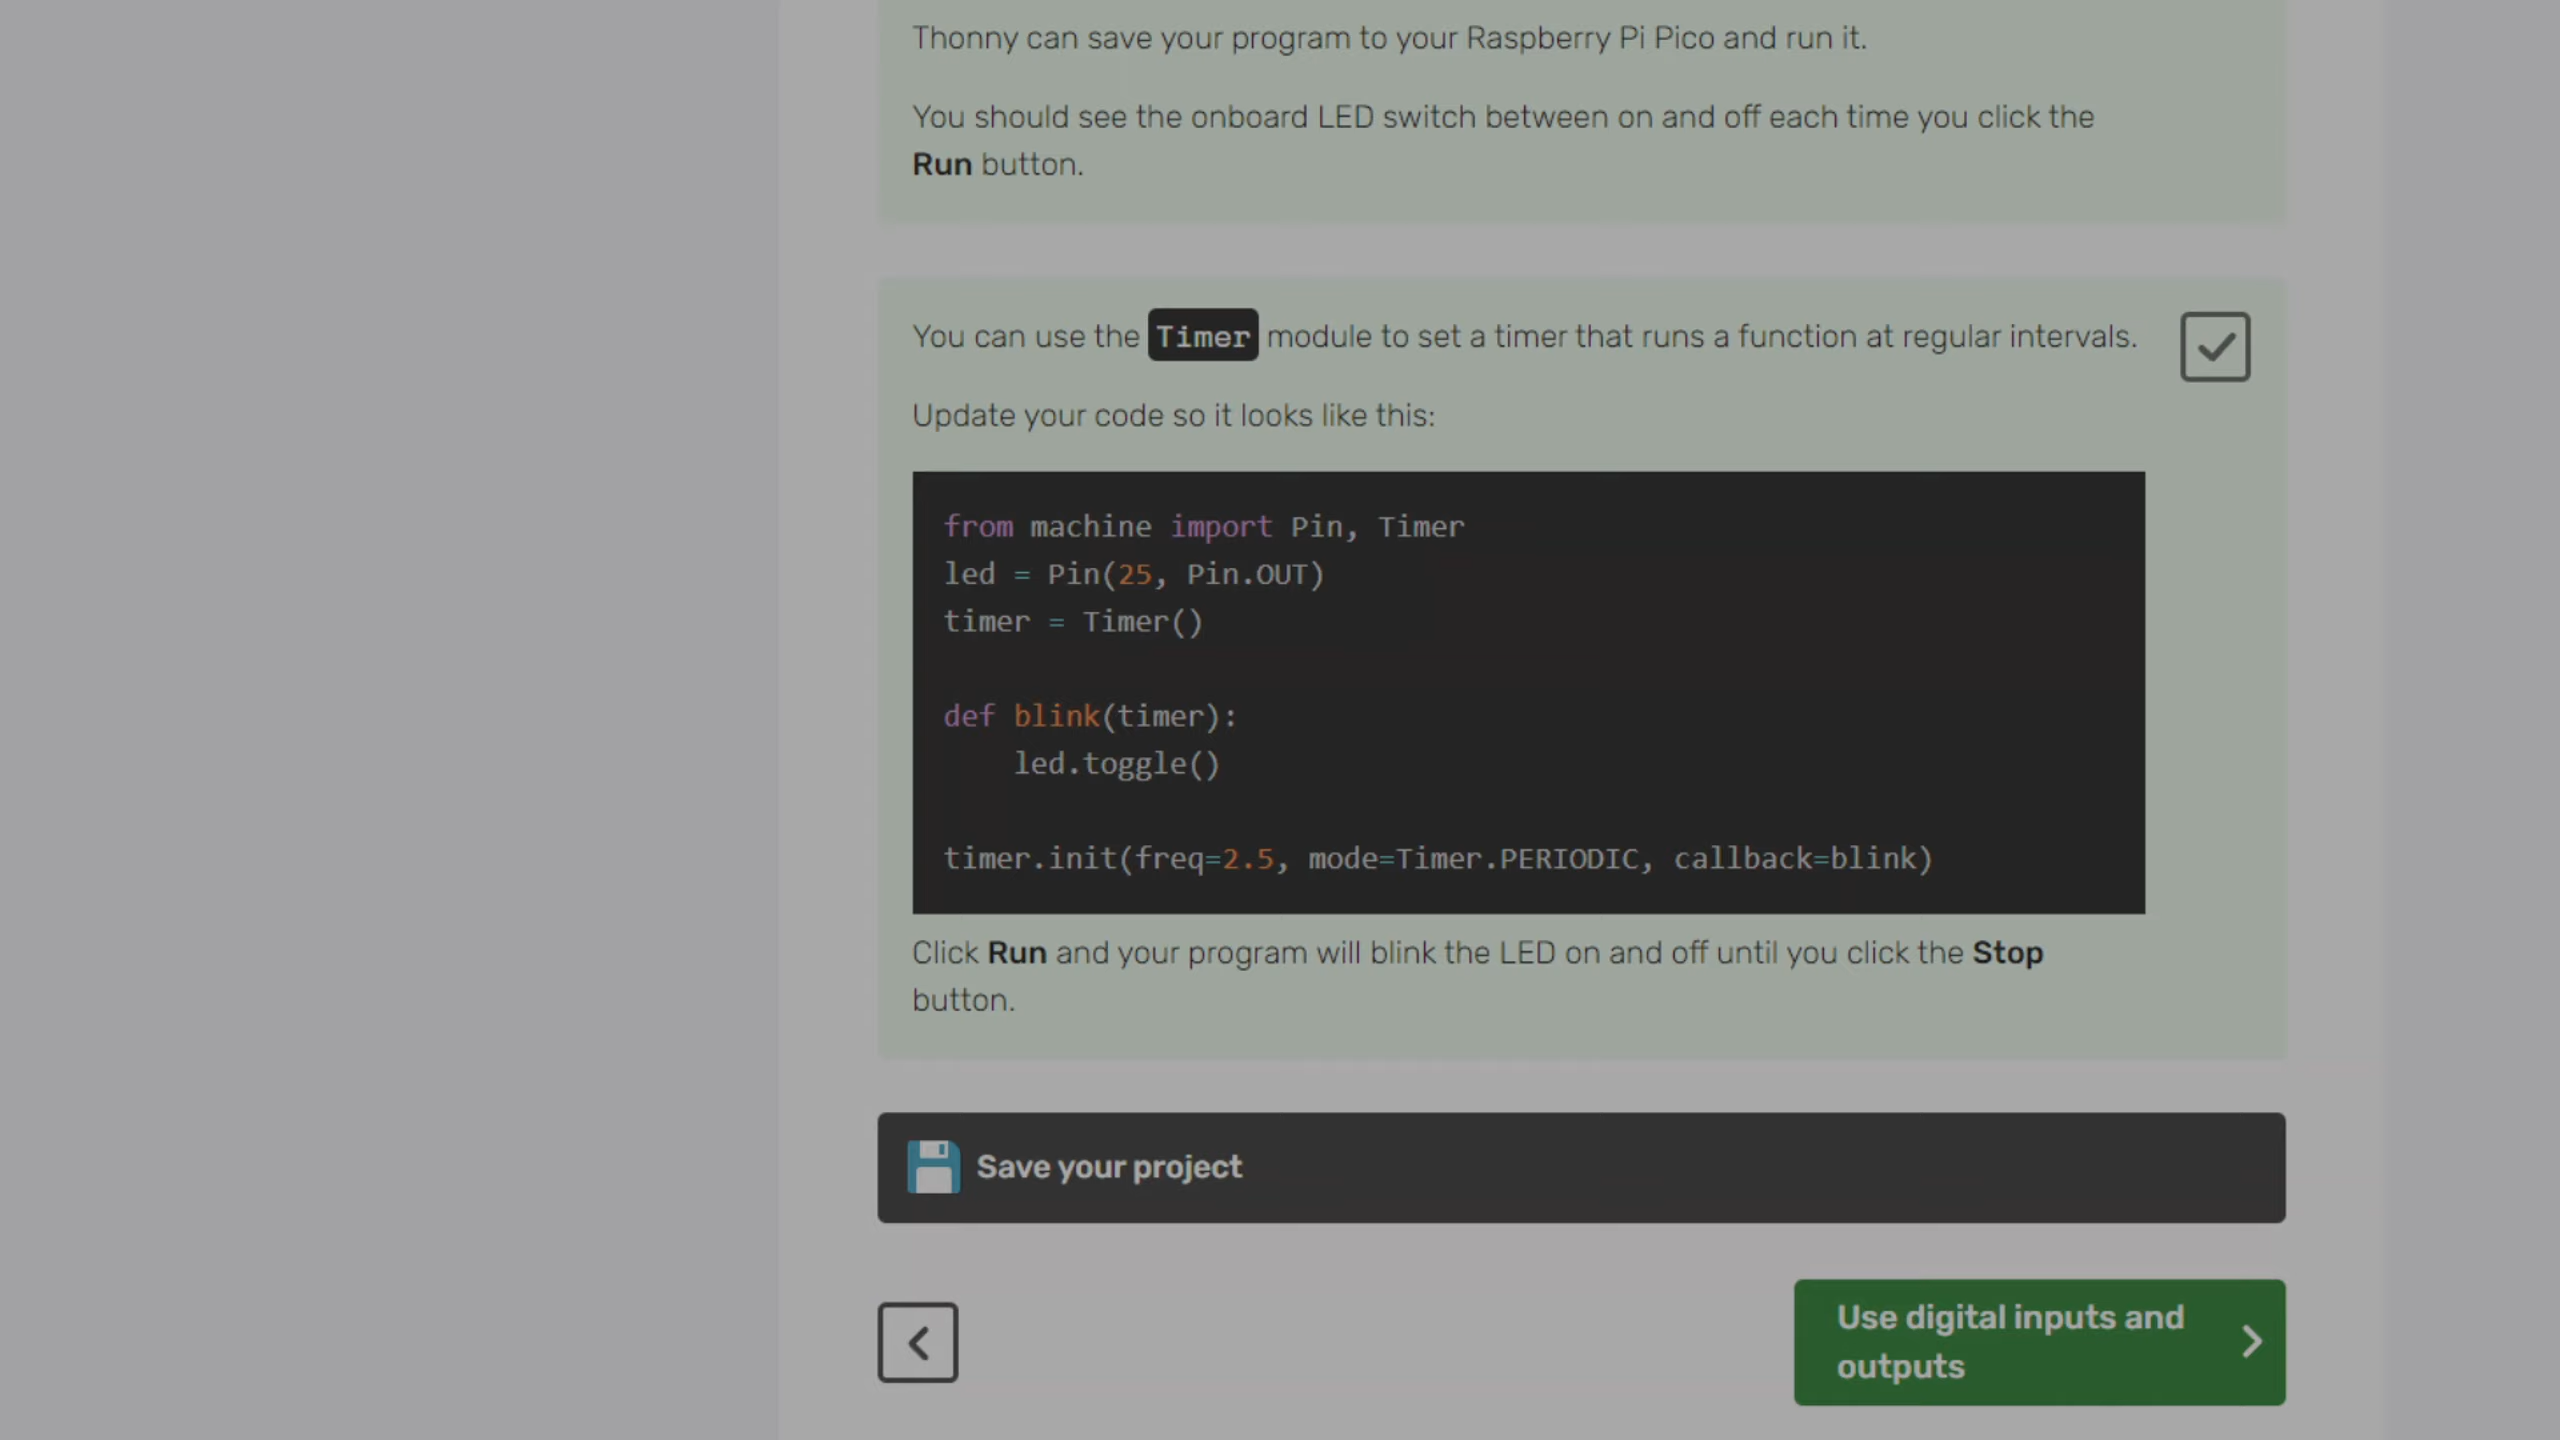 Thonny can save your program to your Raspberry Pi Pico and run it.
You should see the onboard LED switch between on and off each time you click the
Run button.
You can use the Timer module to set a timer that runs a function at regular intervals.
Update your code so it looks like this:
from machine import Pin, Timer
led = Pin(25, Pin.OUT)
timer = Timer()
def blink(timer):
    led.toggle()
timer.init(freq=2.5, mode=Timer.PERIODIC, callback=blink)
Click Run and your program will blink the LED on and off until you click the Stop
button.
Save your project
Use digital inputs and
outputs